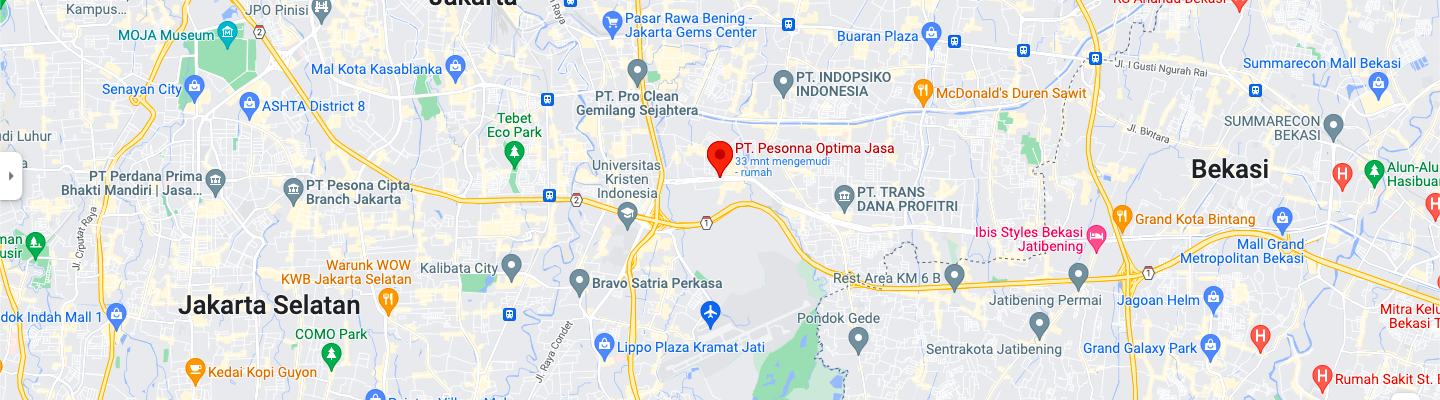 Kampus...
JPO Pinisi
MOJA Museum
Senayan City
ASHTA District 8
Mal Kota Kasablanka
Jakarta
Pasar Rawa Bening -
Jakarta Gems Center
PT. Pro Clean
Gemilang Sejahtera
PT. INDOPSIKO
INDONESIA
Buaran Plaza
McDonald's Duren Sawit
Jl. I Gusti Ngurah Rai
Jl. Bintara
Summarecon Mall Bekasi
SUMMARECON
BEKASI
Bekasi
Alun-Alun
Hasibuan
Tebet
Eco Park
Universitas
Kristen
Indonesia
PT. Pesonna Optima Jasa
33 mnt mengemudi
- rumah
PT. TRANS
DANA PROFITRI
di Luhur
PT Perdana Prima
Bhakti Mandiri | Jasa...
PT Pesona Cipta,
Branch Jakarta
Jl. Ciputat Raya
2
2
1
1
Grand Kota Bintang
Ibis Styles Bekasi
Jatibening
Mall Grand
Metropolitan Bekasi
Rest Area KM 6 B
Jatibening Permai
Jagoan Helm
Warunk WOW
KWB Jakarta Selatan
Kalibata City
Bravo Satria Perkasa
Jakarta Selatan
dok Indah Mall 1
COMO Park
Kedai Kopi Guyon
Jl. Raya Condet
Lippo Plaza Kramat Jati
Pondok Gede
Sentrakota Jatibening
Grand Galaxy Park
Mitra Kelu
Bekasi T
Rumah Sakit St. E
H
H
H
H